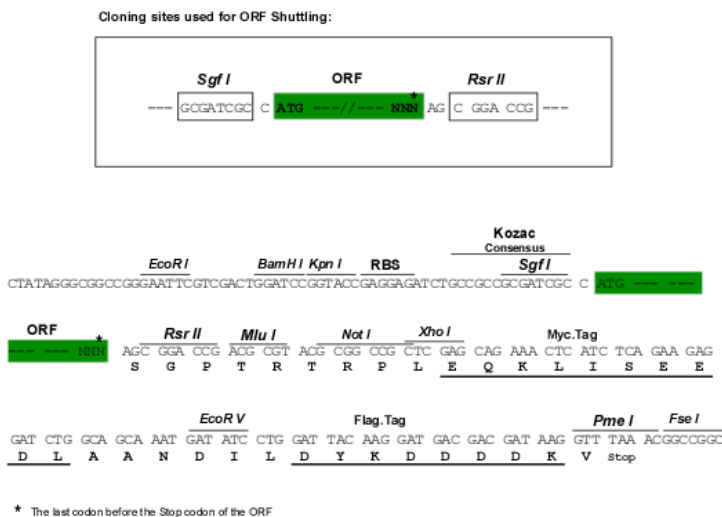 Cloning sites used for ORF Shuttling:
Sgf I ORF Rsr II
*
--- GCGATCGC C ATG ---//--- NNN AG C GGA CCG ---
Kozac
Consensus
EcoR I BamH I Kpn I RBS Sgf I
CTATAGGGCGGCCGGGAATTCGTCGACTGGATCCGGTACCGAGGAGATCTGCCGCCGCGATCGC C ATG --- ---
ORF * Rsr II Mlu I Not I Xho I Myc.Tag
--- --- NNN AGC GGA CCG ACG CGT ACG CGG CCG CTC GAG CAG AAA CTC ATC TCA GAA GAG
S G P T R T R P L E Q K L I S E E
EcoR V Flag.Tag Pme I Fse I
GAT CTG GCA GCA AAT GAT ATC CTG GAT TAC AAG GAT GAC GAC GAT AAG GTT TAA ACGGCCGGC
D L A A N D I L D Y K D D D D K V Stop
* The last codon before the Stop codon of the ORF